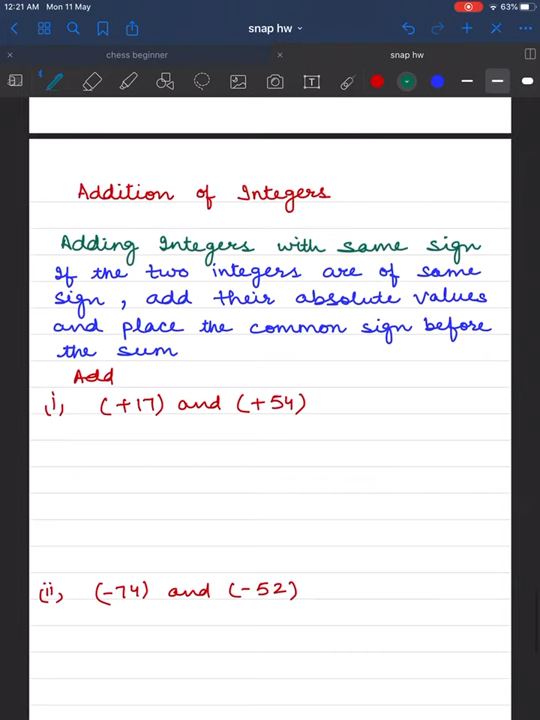 12:21 AM Mon 11 May
63%
snap hw
chess beginner
snap hw
T
Addition of Integers
Adding Integers with same sign
If the two integers are of same
sign, add their absolute values
and place the common sign before
the sum
Add
(i, (+17) and (+54)
(ii, (-74) and (-52)